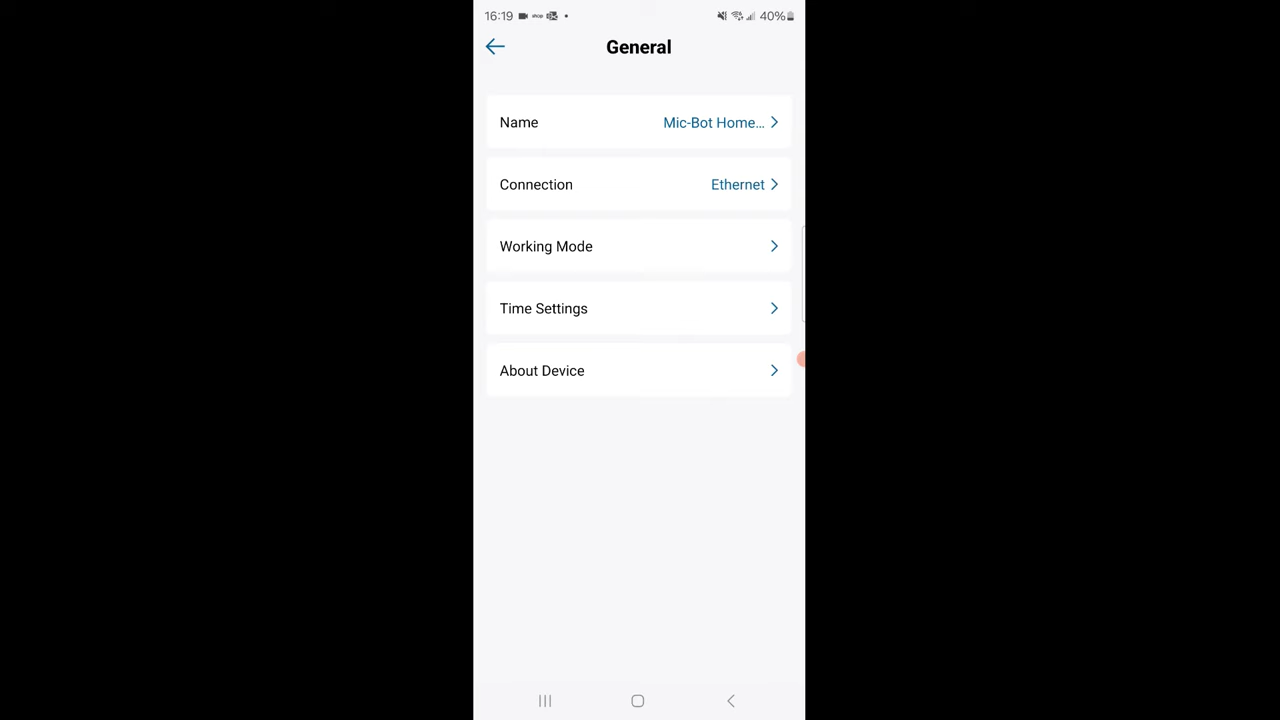 16:19 40%
General
Name Mic-Bot Home...
Connection Ethernet
Working Mode
Time Settings
About Device